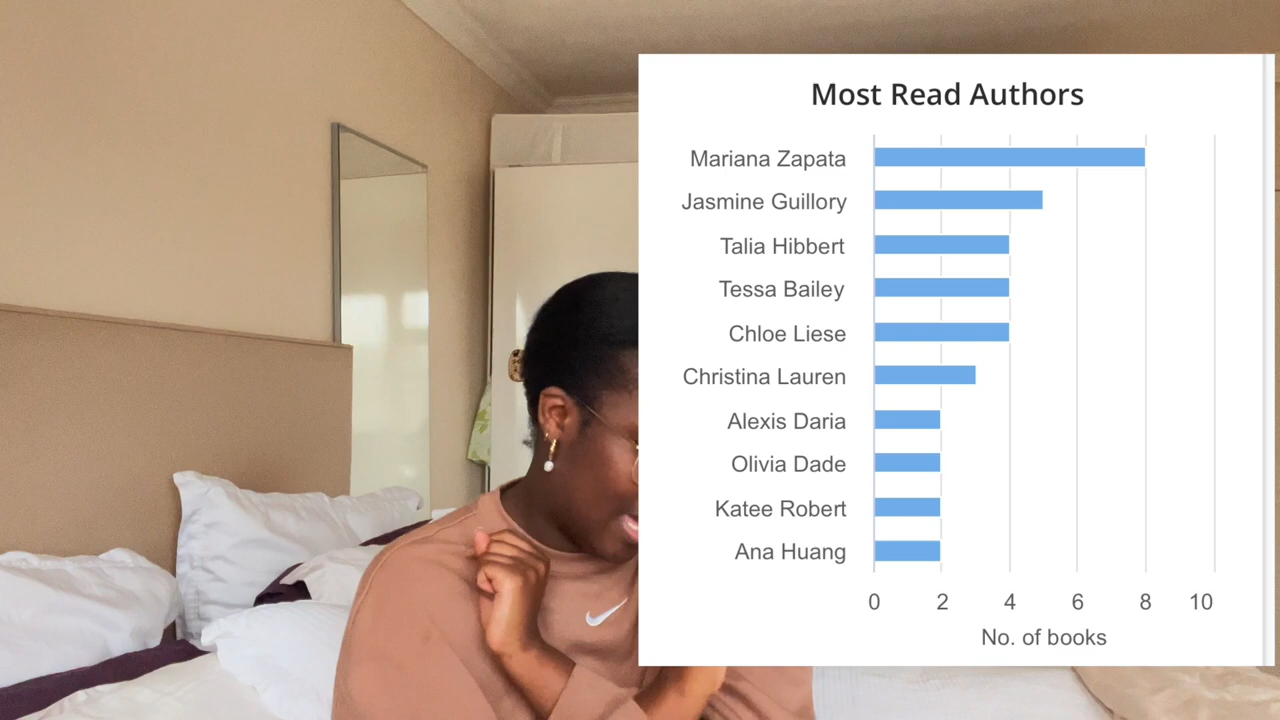 Most Read Authors
Mariana Zapata
Jasmine Guillory
Talia Hibbert
Tessa Bailey
Chloe Liese
Christina Lauren
Alexis Daria
Olivia Dade
Katee Robert
Ana Huang
0 2 4 6 8 10
No. of books